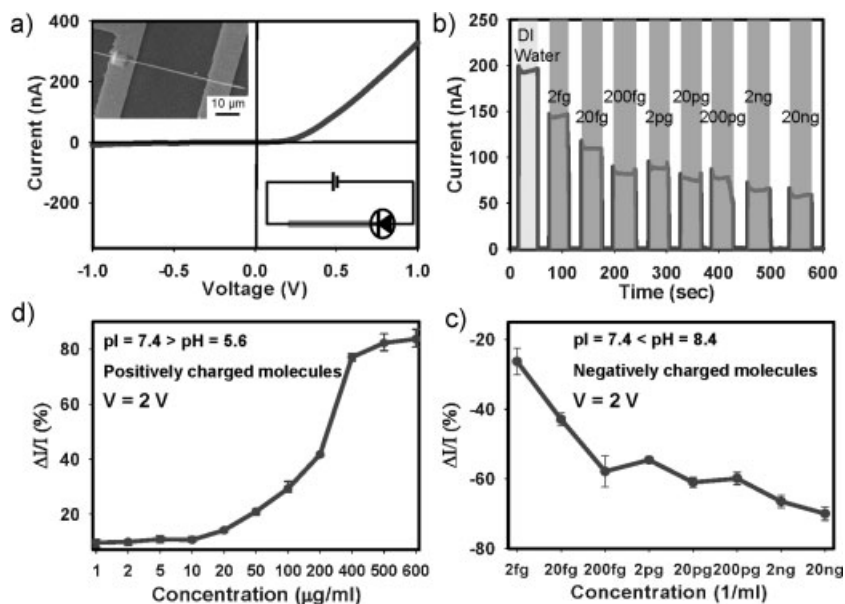 a)
Current (nA)
400
200
0
-200
10 μm
-1.0 -0.5 0.0 0.5 1.0
Voltage (V)
b)
Current (nA)
250
200
150
100
50
0
DI
Water
2fg 200fg 20pg 2ng
20fg 2pg 200pg 20ng
0 100 200 300 400 500 600
Time (sec)
d)
ΔI/I (%)
80
60
40
20
pI = 7.4 > pH = 5.6
Positively charged molecules
V = 2 V
1 2 5 10 20 50 100 200 400 500 600
Concentration (μg/ml)
c)
ΔI/I (%)
-20
-40
-60
-80
pI = 7.4 < pH = 8.4
Negatively charged molecules
V = 2 V
2fg 20fg 200fg 2pg 20pg 200pg 2ng 20ng
Concentration (1/ml)